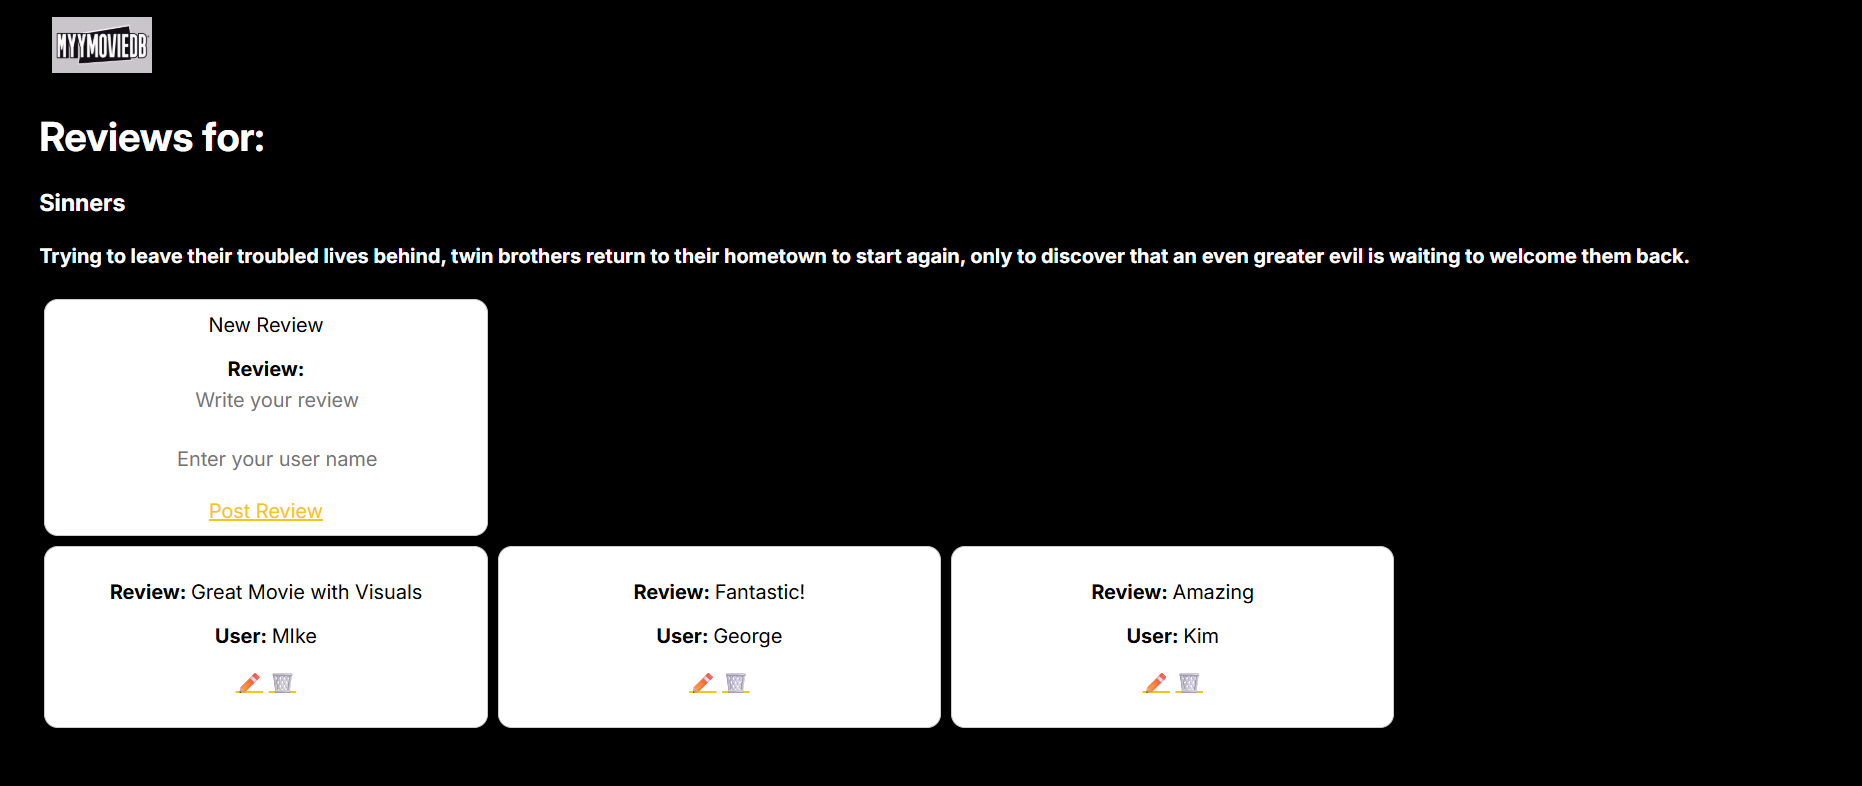 MYYMOVIEDB
Reviews for:
Sinners
Trying to leave their troubled lives behind, twin brothers return to their hometown to start again, only to discover that an even greater evil is waiting to welcome them back.
New Review
Review:
Write your review
Enter your user name
Post Review
Review: Great Movie with Visuals
User: MIke
Review: Fantastic!
User: George
Review: Amazing
User: Kim